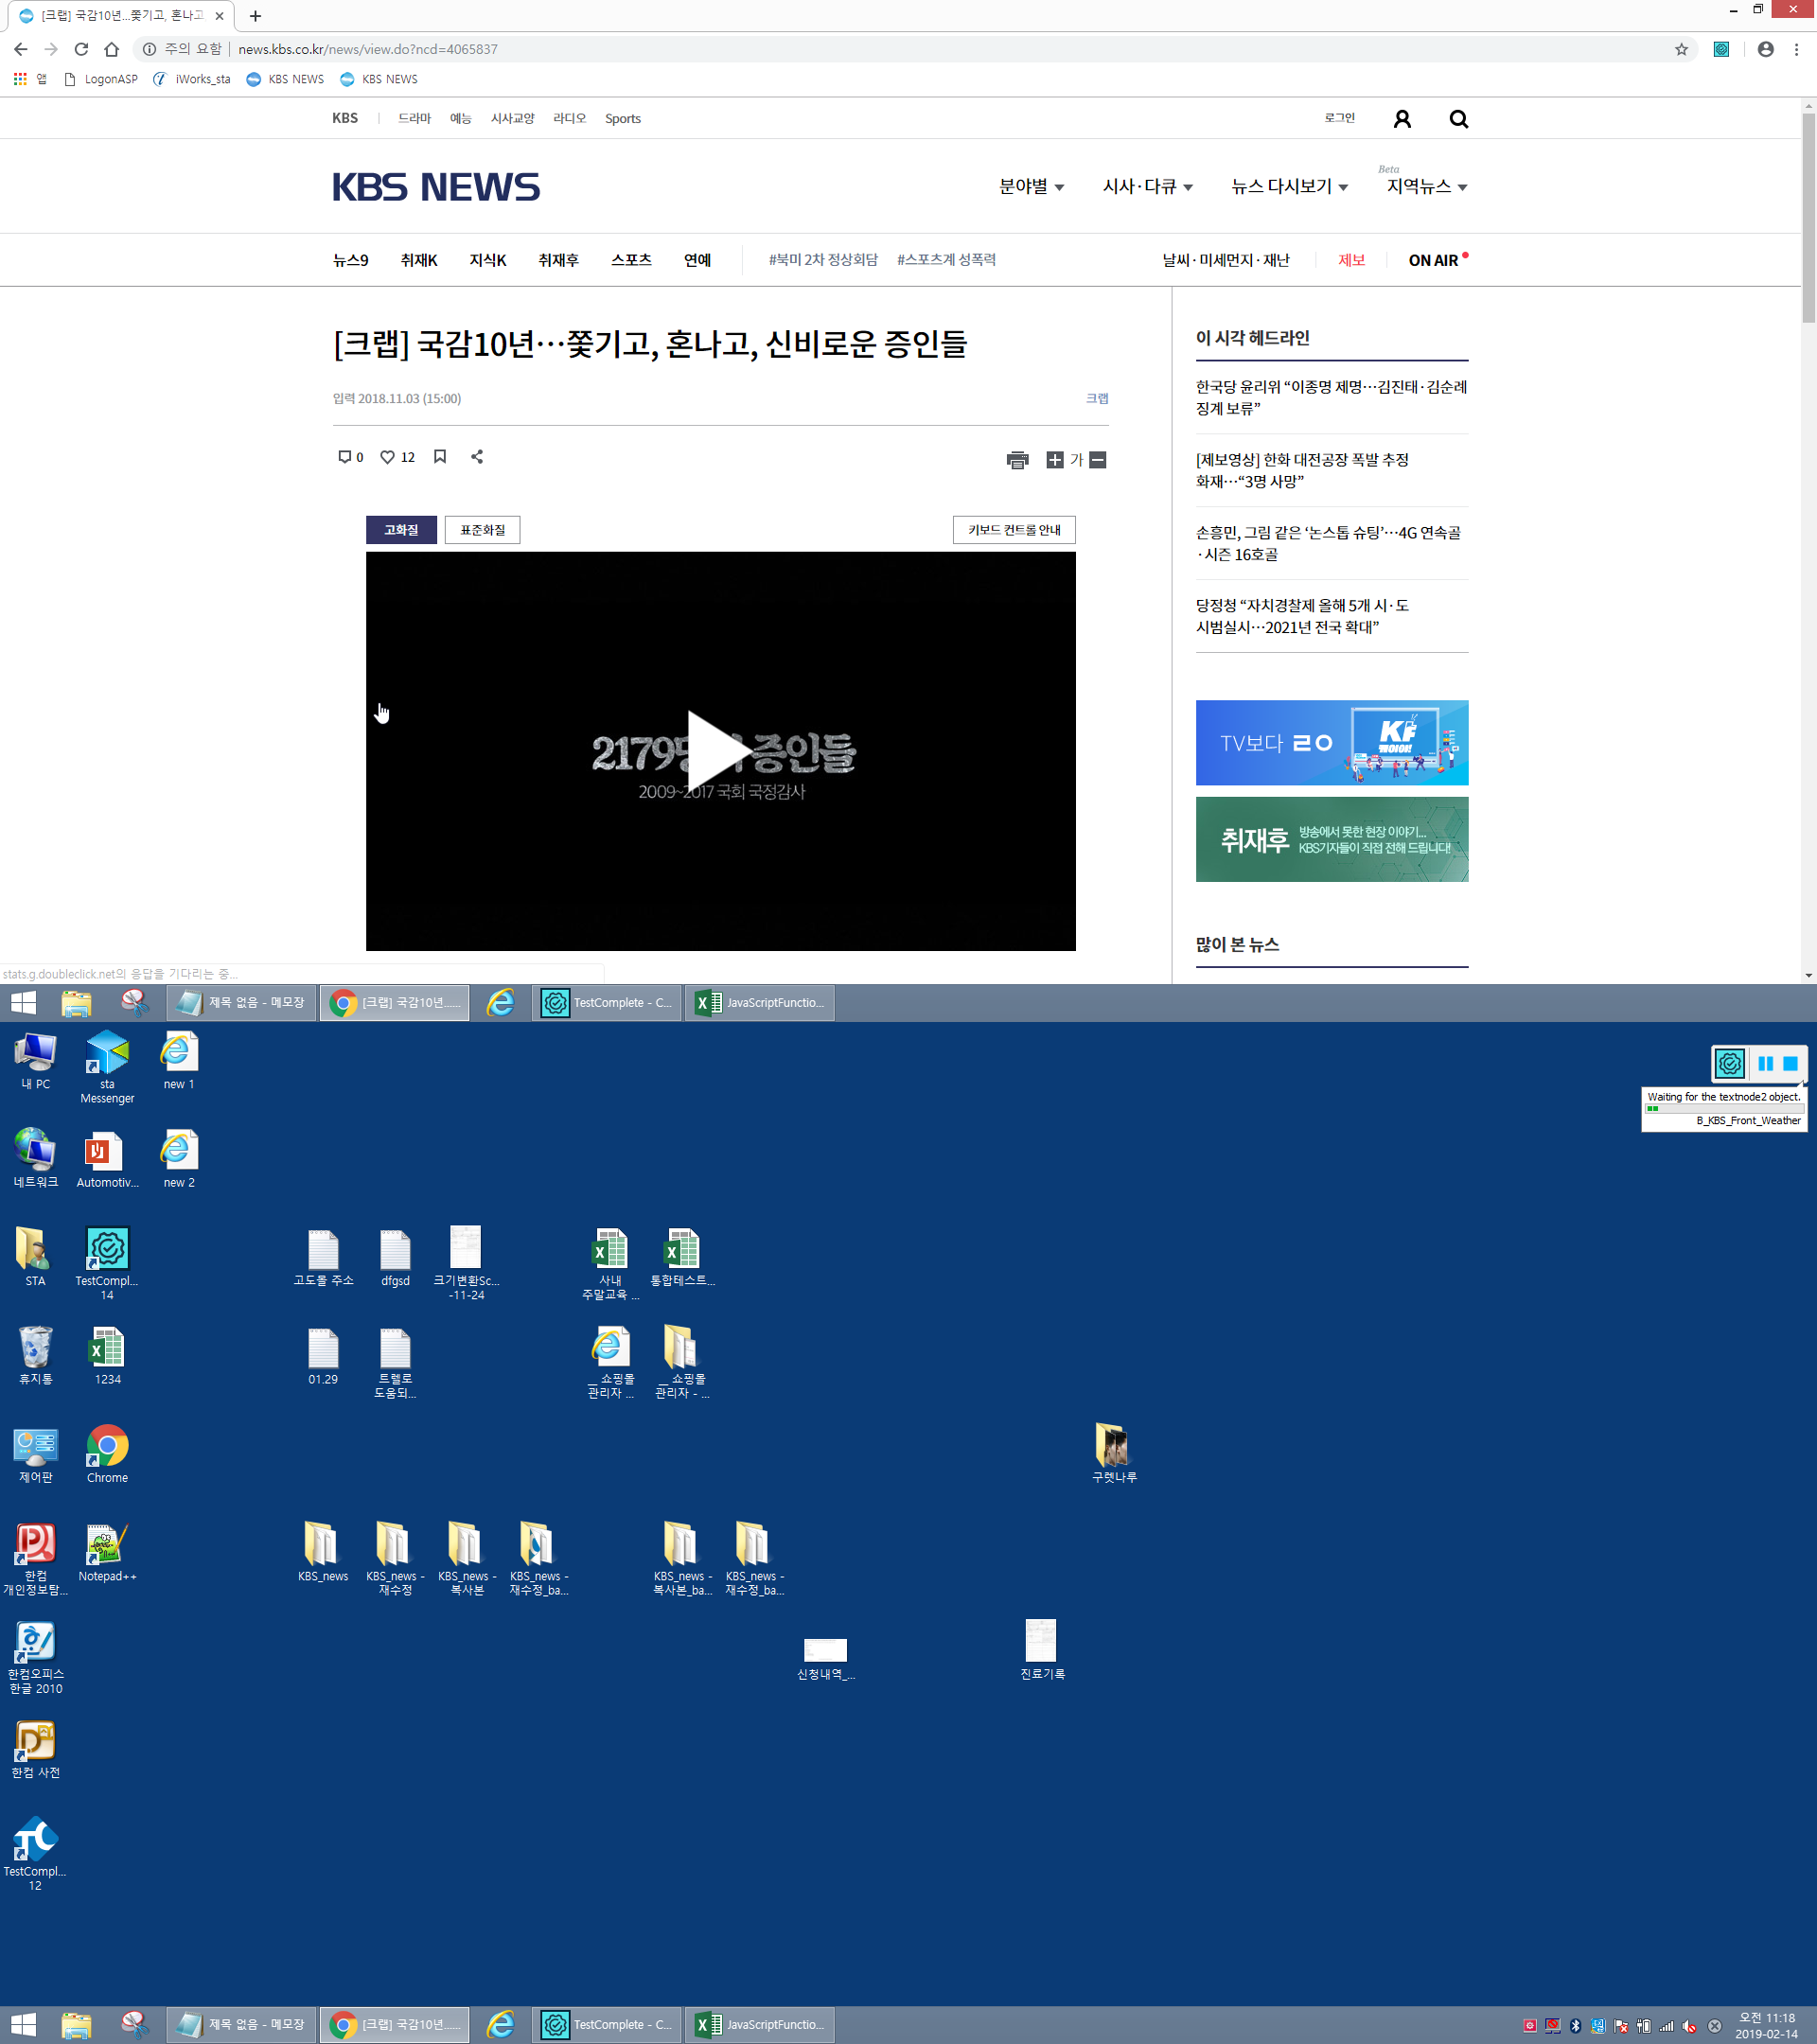 [크랩] 국감10년...쫓기고, 혼나고
주의 요함 | news.kbs.co.kr/news/view.do?ncd=4065837
앱 LogonASP iWorks_sta KBS NEWS KBS NEWS
KBS 드라마 예능 시사교양 라디오 Sports 로그인
Beta
KBS NEWS 분야별 시사·다큐 뉴스 다시보기 지역뉴스
뉴스9 취재K 지식K 취재후 스포츠 연예 #북미 2차 정상회담 #스포츠계 성폭력 날씨·미세먼지·재난 제보 ON AIR
[크랩] 국감10년…쫓기고, 혼나고, 신비로운 증인들
입력 2018.11.03 (15:00) 크랩
0 12 가
고화질 표준화질 키보드 컨트롤 안내
2179명의 증인들
2009~2017 국회 국정감사
이 시각 헤드라인
한국당 윤리위 “이종명 제명…김진태·김순례
징계 보류”
[제보영상] 한화 대전공장 폭발 추정
화재…“3명 사망”
손흥민, 그림 같은 ‘논스톱 슈팅’…4G 연속골
·시즌 16호골
당정청 “자치경찰제 올해 5개 시·도
시범실시…2021년 전국 확대”
TV보다 ㄹㅇ KF 케이야!
취재후 방송에서 못한 현장 이야기...
KBS기자들이 직접 전해 드립니다!
많이 본 뉴스
stats.g.doubleclick.net의 응답을 기다리는 중...
제목 없음 - 메모장 [크랩] 국감10년...... TestComplete - C... JavaScriptFunctio...
내 PC sta
Messenger new 1
Waiting for the textnode2 object.
B_KBS_Front_Weather
네트워크 Automotiv... new 2
STA TestCompl...
14 고도몰 주소 dfgsd 크기변환Sc...
-11-24 사내
주말교육 ... 통합테스트...
휴지통 1234 01.29 트렐로
도움되... __ 쇼핑몰
관리자 ... __ 쇼핑몰
관리자 - ...
제어판 Chrome 구렛나루
한컴
개인정보탐... Notepad++ KBS_news KBS_news -
재수정 KBS_news -
복사본 KBS_news -
재수정_ba... KBS_news -
복사본_ba... KBS_news -
재수정_ba...
한컴오피스
한글 2010 신청내역_... 진료기록
한컴 사전
TestCompl...
12
제목 없음 - 메모장 [크랩] 국감10년...... TestComplete - C... JavaScriptFunctio...
오전 11:18
2019-02-14